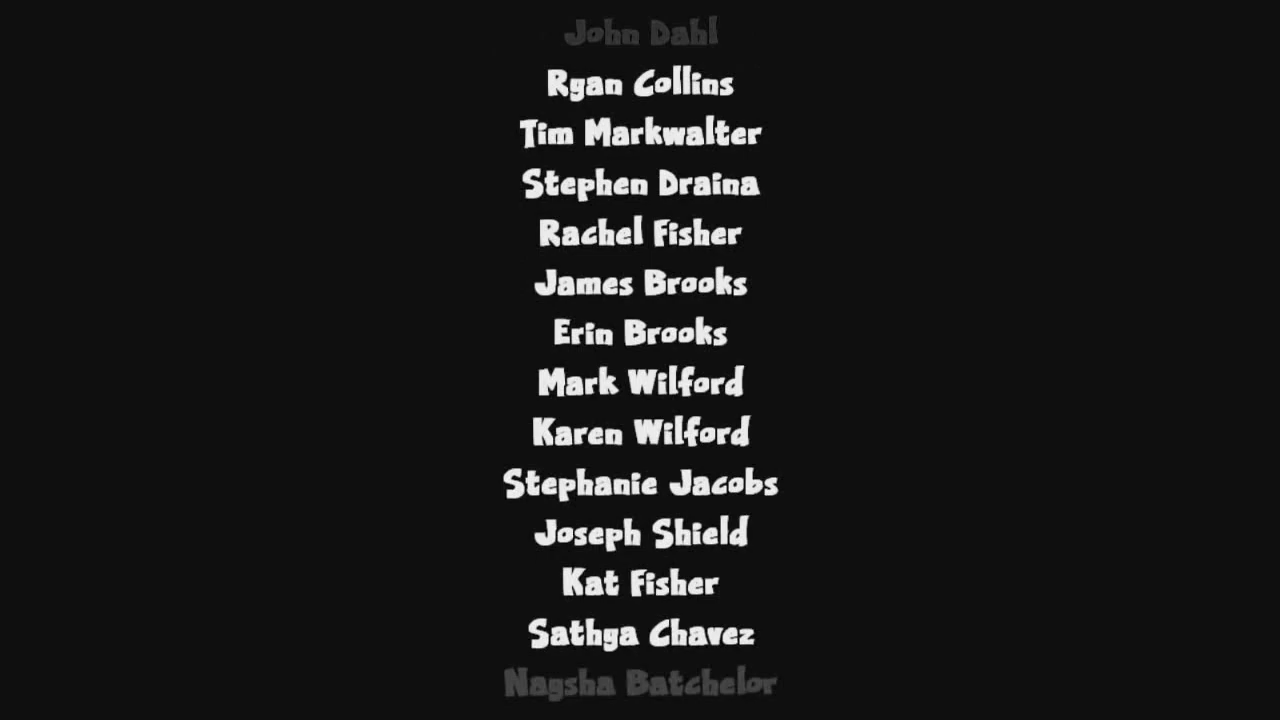 John Dahl
Ryan Collins
Tim Markwalter
Stephen Draina
Rachel Fisher
James Brooks
Erin Brooks
Mark Wilford
Karen Wilford
Stephanie Jacobs
Joseph Shield
Kat Fisher
Sathya Chavez
Naysha Batchelor